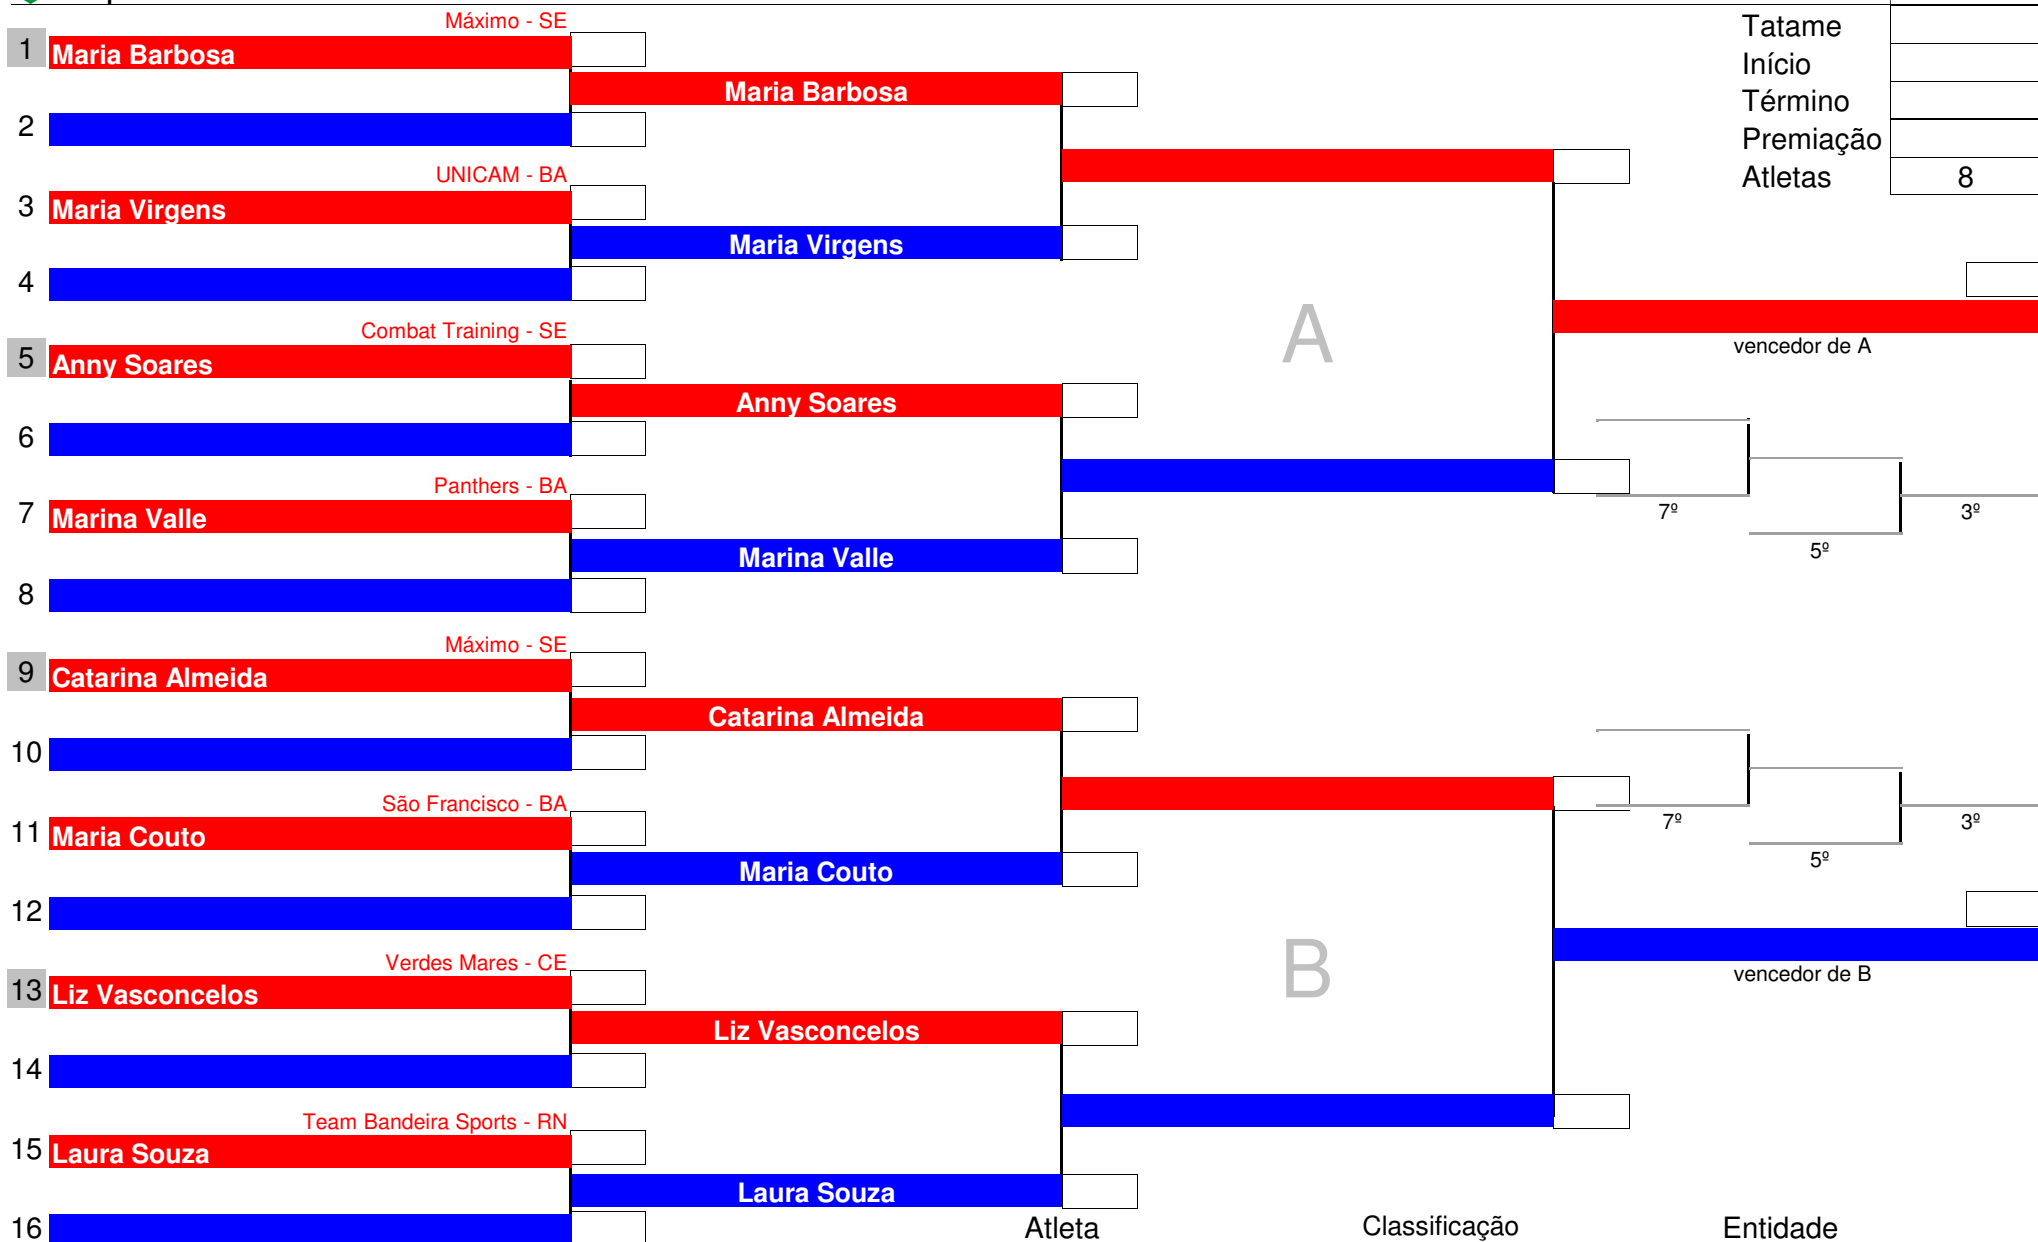 Máximo - SE
Tatame
1 Maria Barbosa
Início
Maria Barbosa
Término
2
Premiação
UNICAM - BA
Atletas 8
3 Maria Virgens
Maria Virgens
4
A
Combat Training - SE
vencedor de A
5 Anny Soares
Anny Soares
6
Panthers - BA
7 Marina Valle
7º 3º
5º
Marina Valle
8
Máximo - SE
9 Catarina Almeida
Catarina Almeida
10
São Francisco - BA
11 Maria Couto
7º 3º
5º
Maria Couto
12
Verdes Mares - CE
B
vencedor de B
13 Liz Vasconcelos
Liz Vasconcelos
14
Team Bandeira Sports - RN
15 Laura Souza
Laura Souza
16
Atleta Classificação Entidade